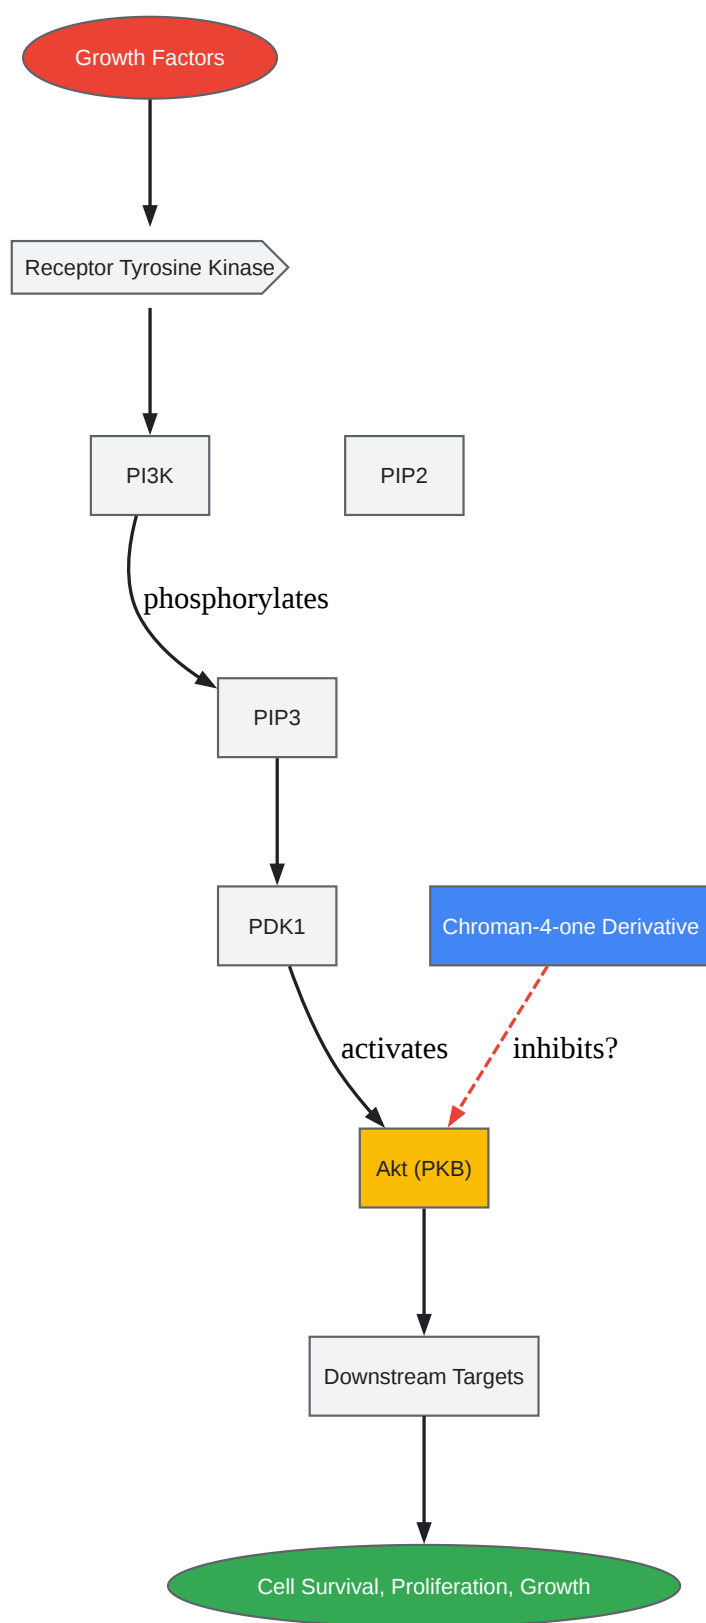 Growth Factors
Receptor Tyrosine Kinase
PI3K
PIP2
phosphorylates
PIP3
PDK1
Chroman-4-one Derivative
activates
inhibits?
Akt (PKB)
Downstream Targets
Cell Survival, Proliferation, Growth